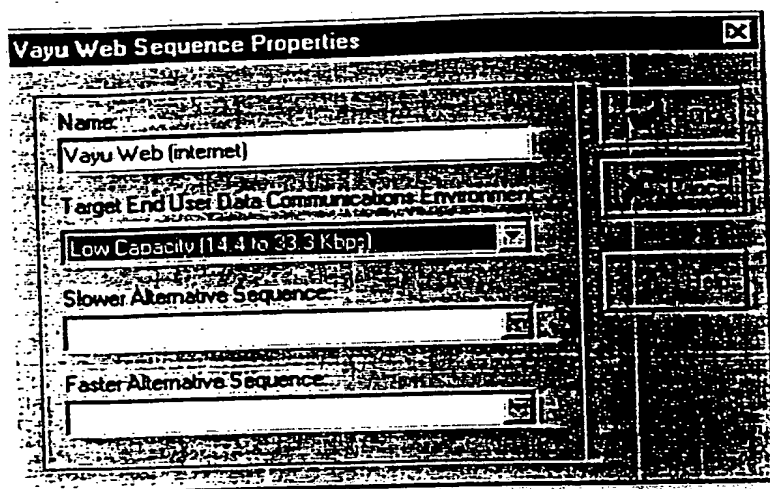 Vayu Web Sequence Properties
Name:
Vayu Web (internet)
Target End User Data Communications Environment
Low Capacity (14.4 to 33.3 Kbps)
Slower Alternative Sequence:
Faster Alternative Sequence: